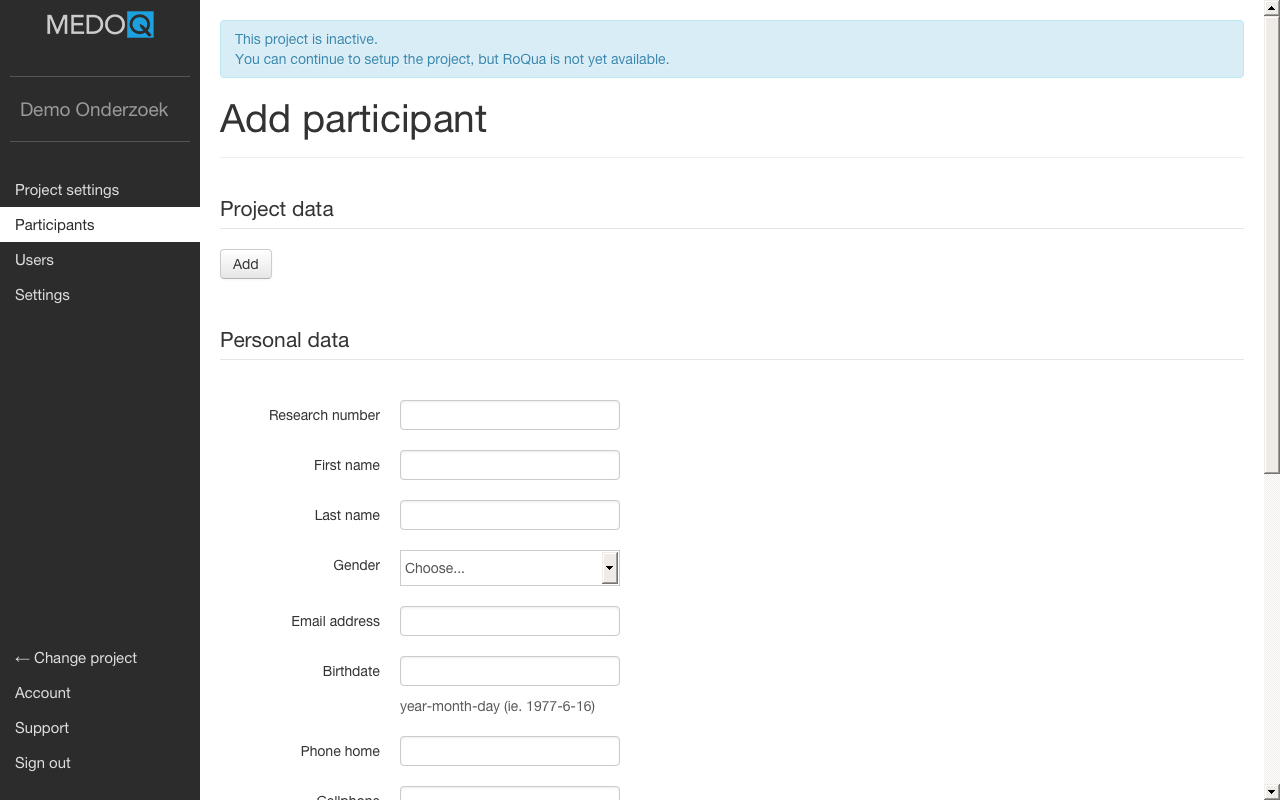 MEDOQ
Demo Onderzoek
Project settings
Participants
Users
Settings
← Change project
Account
Support
Sign out
This project is inactive.
You can continue to setup the project, but RoQua is not yet available.
Add participant
Project data
Add
Personal data
Research number
First name
Last name
Gender
Choose...
Email address
Birthdate
year-month-day (ie. 1977-6-16)
Phone home
Cellphone